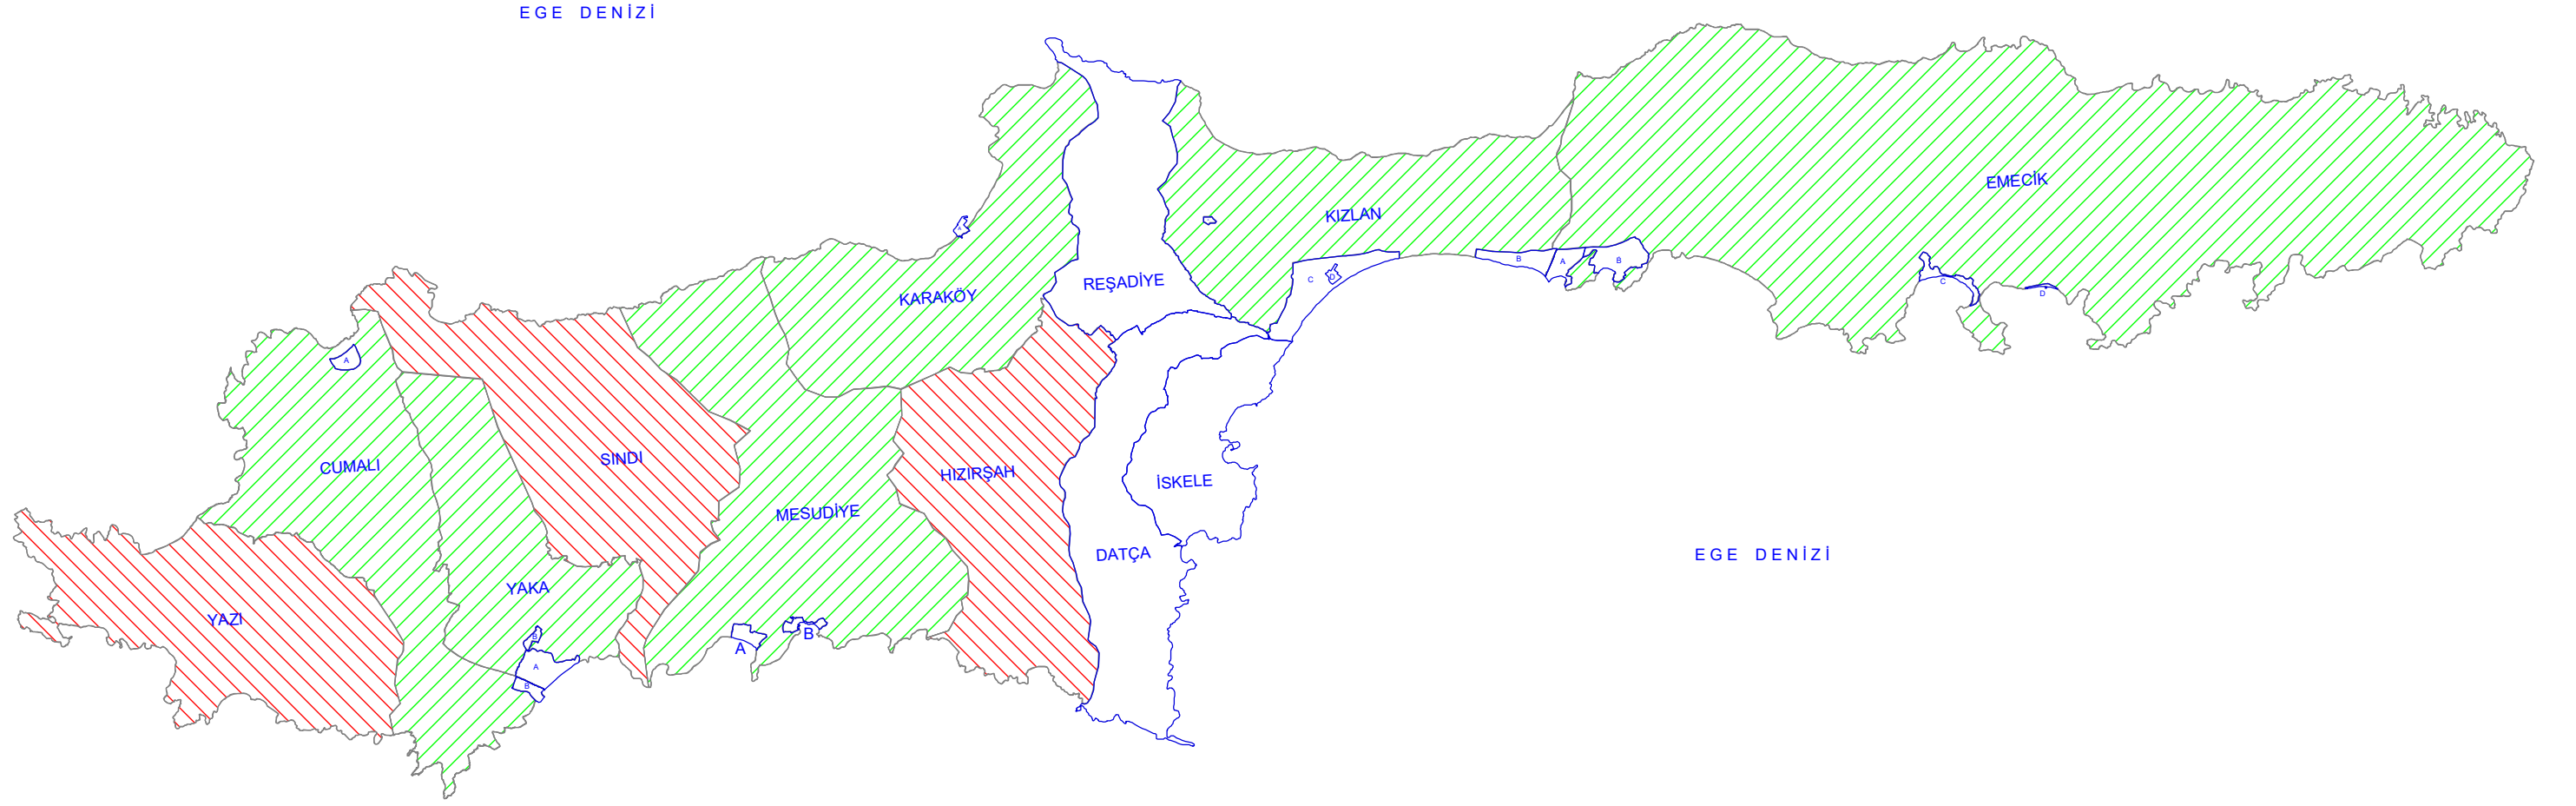 EGE DENİZİ
EMECİK
KIZLAN
A
B
A
B
REŞADİYE
C
D
C
D
KARAKÖY
A
CUMALI
SINDI
HIZIRŞAH
İSKELE
MESUDİYE
DATÇA
EGE DENİZİ
YAKA
YAZI
B
A
B
A
B